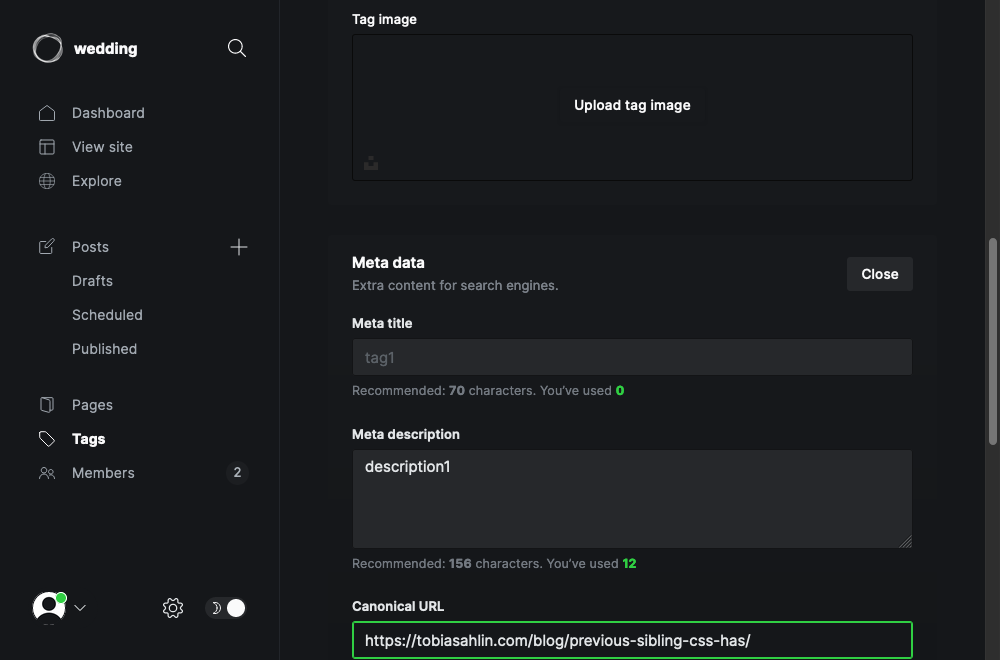 wedding
Dashboard
View site
Explore
Posts
Drafts
Scheduled
Published
Pages
Tags
Members 2
Tag image
Upload tag image
Meta data
Extra content for search engines.
Close
Meta title
tag1
Recommended: 70 characters. You've used 0
Meta description
description1
Recommended: 156 characters. You've used 12
Canonical URL
https://tobiasahlin.com/blog/previous-sibling-css-has/